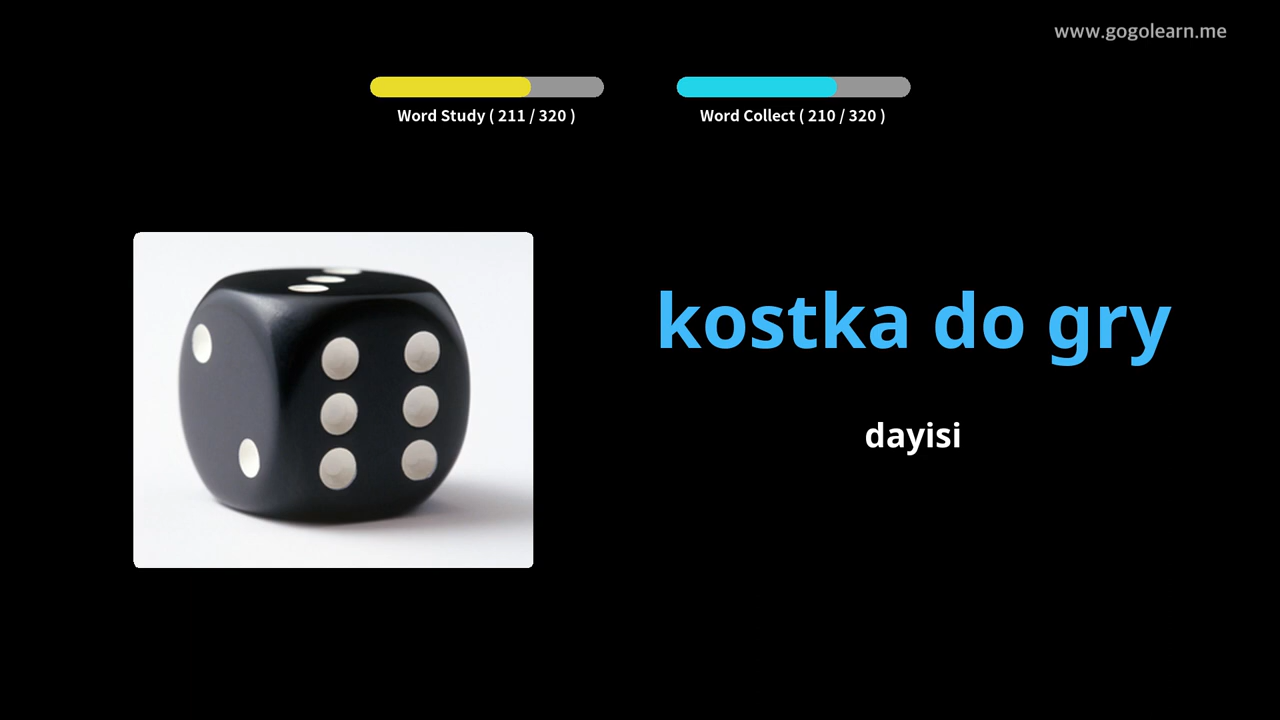 www.gogolearn.me
Word Study ( 211 / 320 )
Word Collect ( 210 / 320 )
kostka do gry
dayisi